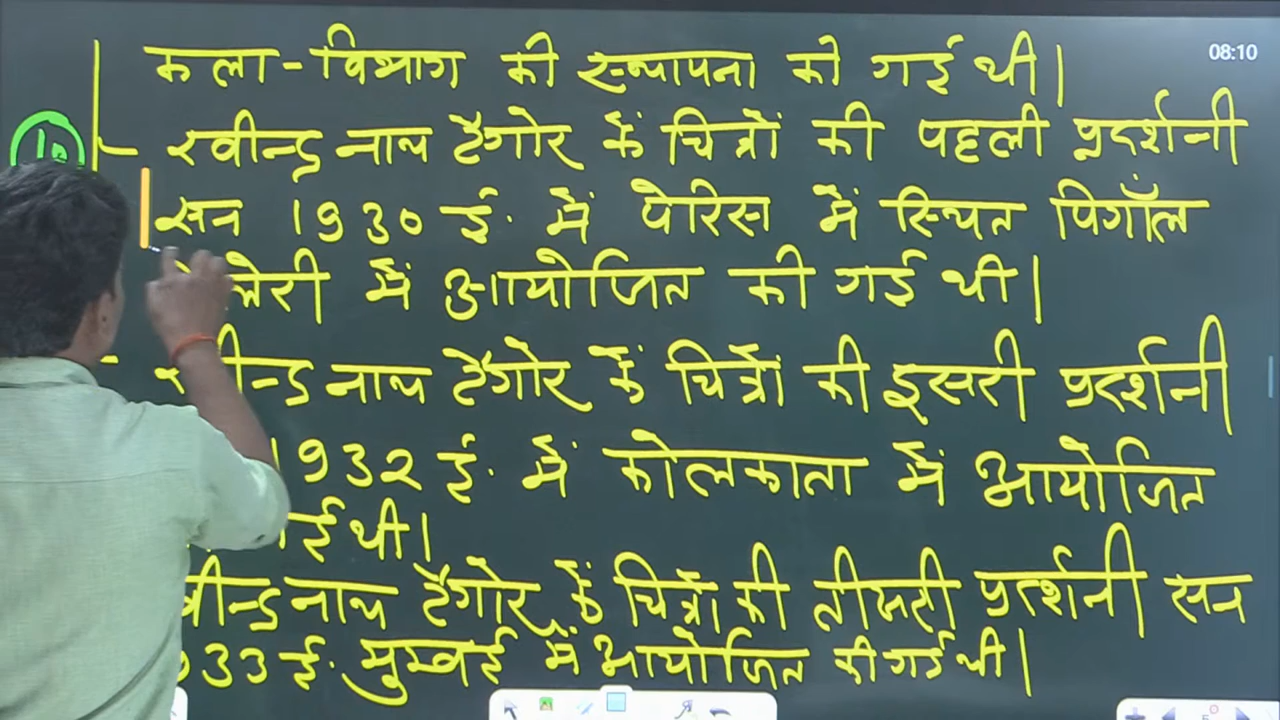 08:10
कला-विभाग की स्थापना की गई थी।
रवीन्द्र नाथ टैगोर के चित्रों की पहली प्रदर्शनी
सन 1930 ई. में पेरिस में स्थित पिगॉल
लेरी में आयोजित की गई थी।
नाथ टैगोर के चित्रों की दूसरी प्रदर्शनी
1932 ई. में कोलकाता में आयोजित
गई थी।
वीन्द्र नाथ टैगोर के चित्रों की तीसरी प्रदर्शनी सन
933 ई. मुम्बई में आयोजित की गई थी।